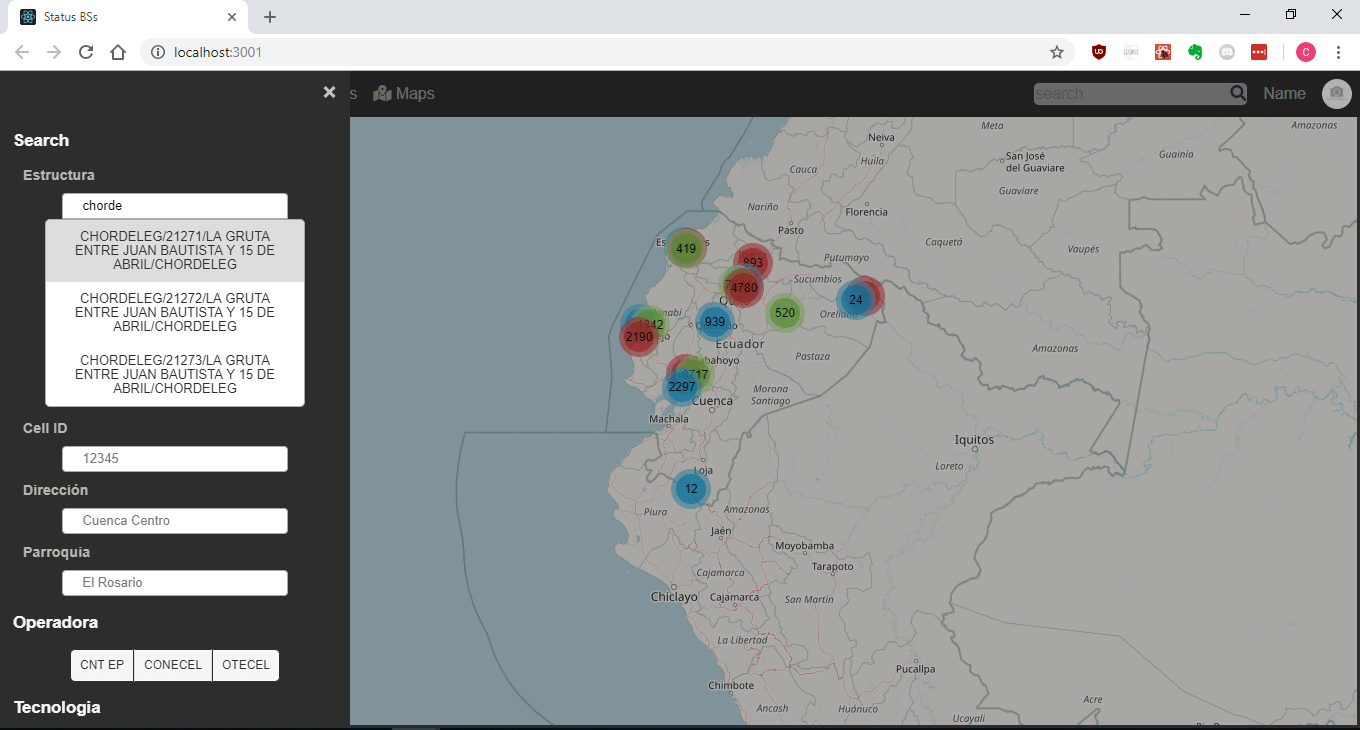 Status BSs
localhost:3001
s
Maps
search
Name
Search
Estructura
chorde
CHORDELEG/21271/LA GRUTA
ENTRE JUAN BAUTISTA Y 15 DE
ABRIL/CHORDELEG
CHORDELEG/21272/LA GRUTA
ENTRE JUAN BAUTISTA Y 15 DE
ABRIL/CHORDELEG
CHORDELEG/21273/LA GRUTA
ENTRE JUAN BAUTISTA Y 15 DE
ABRIL/CHORDELEG
Cell ID
12345
Dirección
Cuenca Centro
Parroquia
El Rosario
Operadora
CNT EP
CONECEL
OTECEL
Tecnologia
Meta
Amazonas
Neiva
Cauca
Huila
San José
del Guaviare
Guainía
Guaviare
Nariño
Florencia
Pasto
Caquetá
Vaupés
419
893
Putumayo
Sucumbíos
4780
24
520
939
2190
2297
12
Ecuador
Pastaza
Amazonas
Morona
Santiago
Cuenca
Machala
Iquitos
Loreto
Loja
Piura
Amazonas
Jaén
Moyobamba
Tarapoto
Cajamarca
Chiclayo
Cajamarca
San Martín
La Libertad
Pucallpa
Chimbote
Ancash
Huánuco
Ucayali
Acre